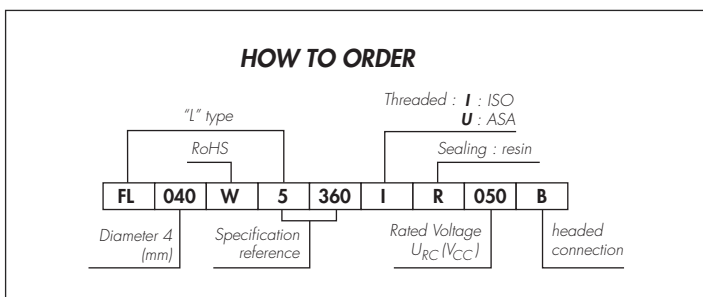 HOW TO ORDER
Threaded : I : ISO
U : ASA
"L" type
RoHS
Sealing : resin
FL 040 W 5 360 I R 050 B
Diameter 4
(mm)
Specification
reference
Rated Voltage
URC (VCC)
headed
connection